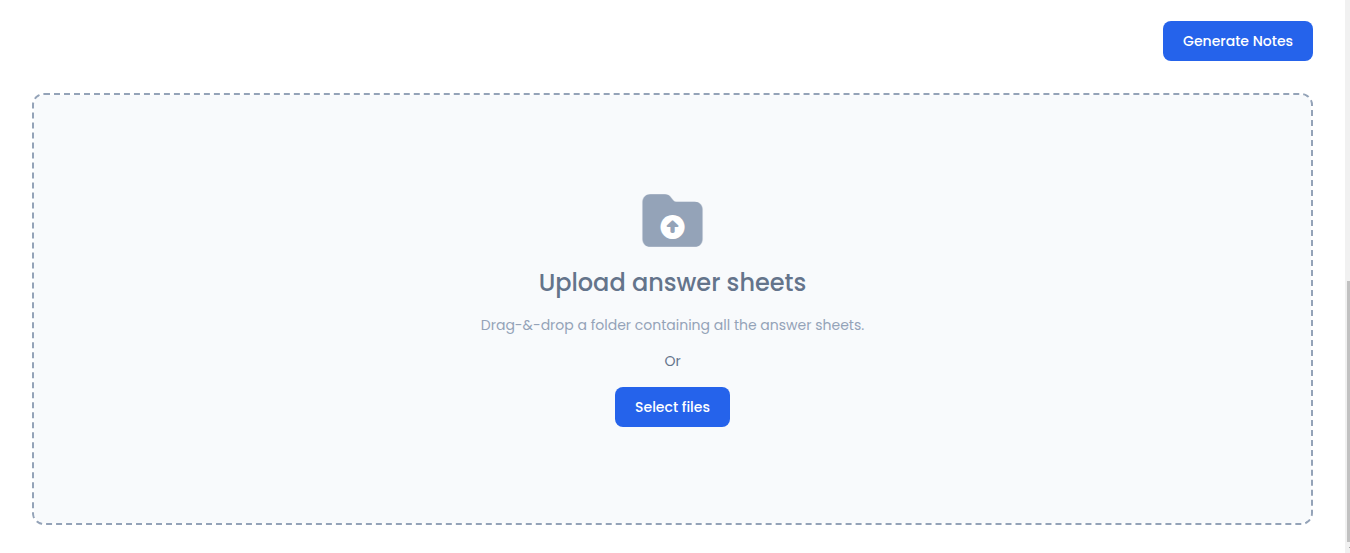 Generate Notes
Upload answer sheets
Drag-&-drop a folder containing all the answer sheets.
Or
Select files